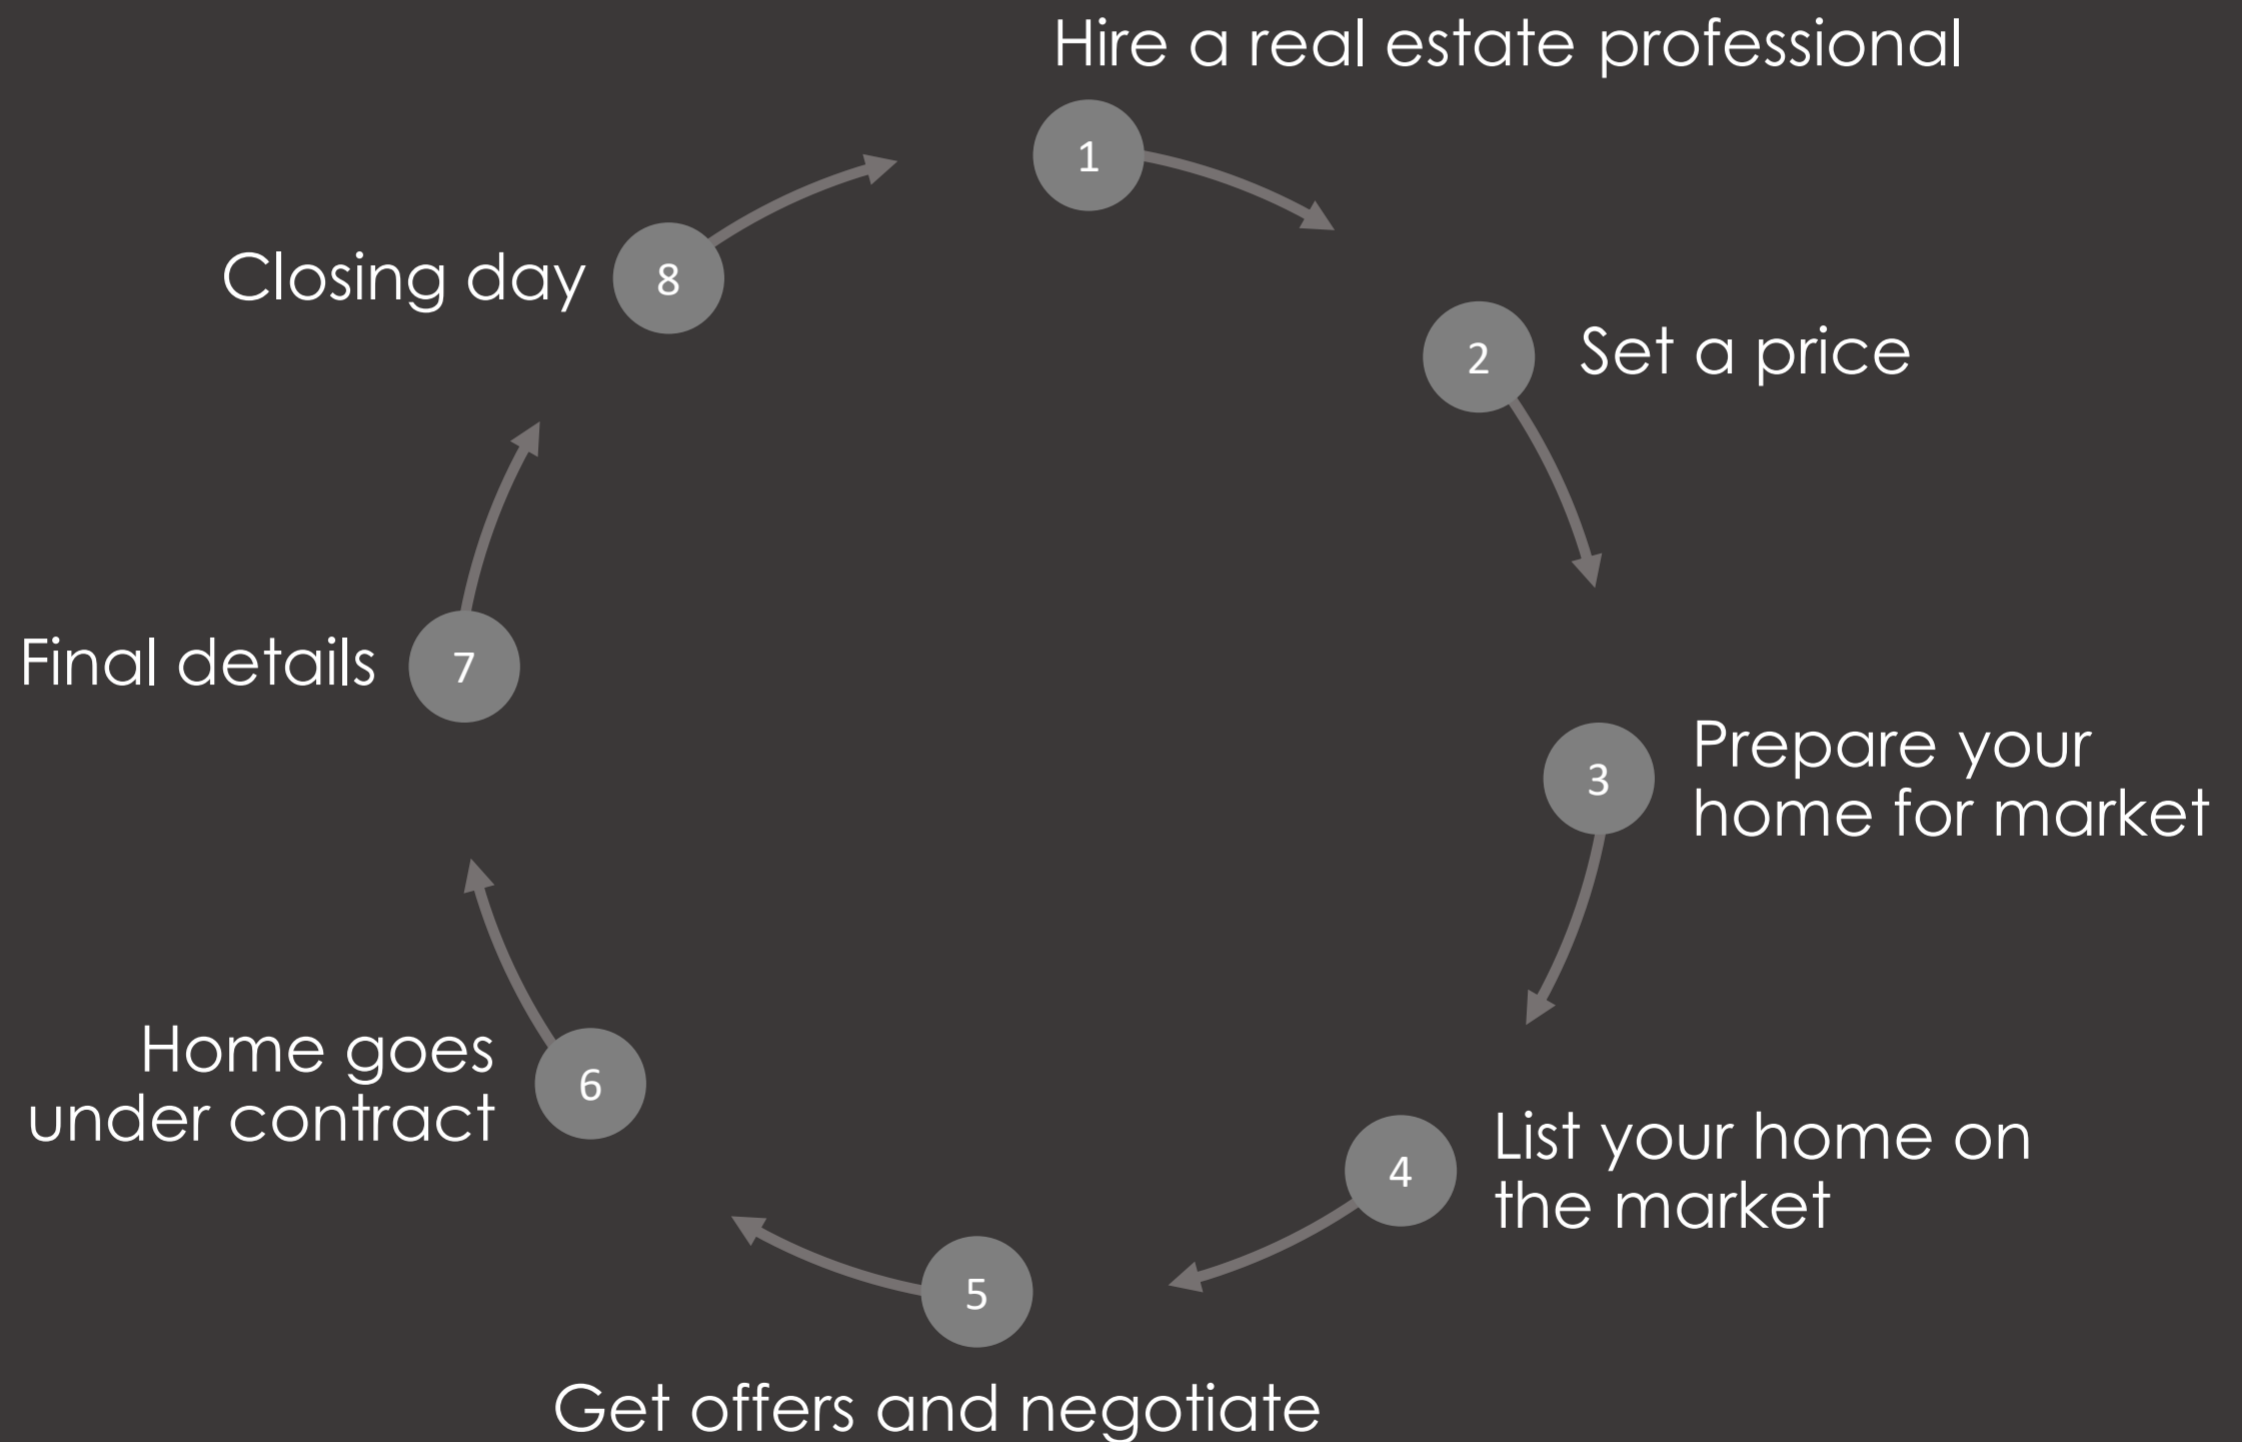 Hire a real estate professional
1
2
Set a price
3
Prepare your
home for market
4
List your home on
the market
5
Get offers and negotiate
6
Home goes
under contract
7
Final details
8
Closing day